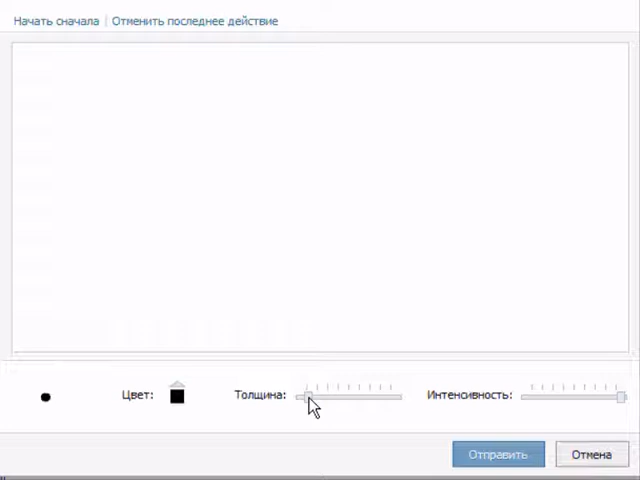 Начать сначала | Отменить последнее действие
Цвет: Толщина: Интенсивность:
Отправить Отмена